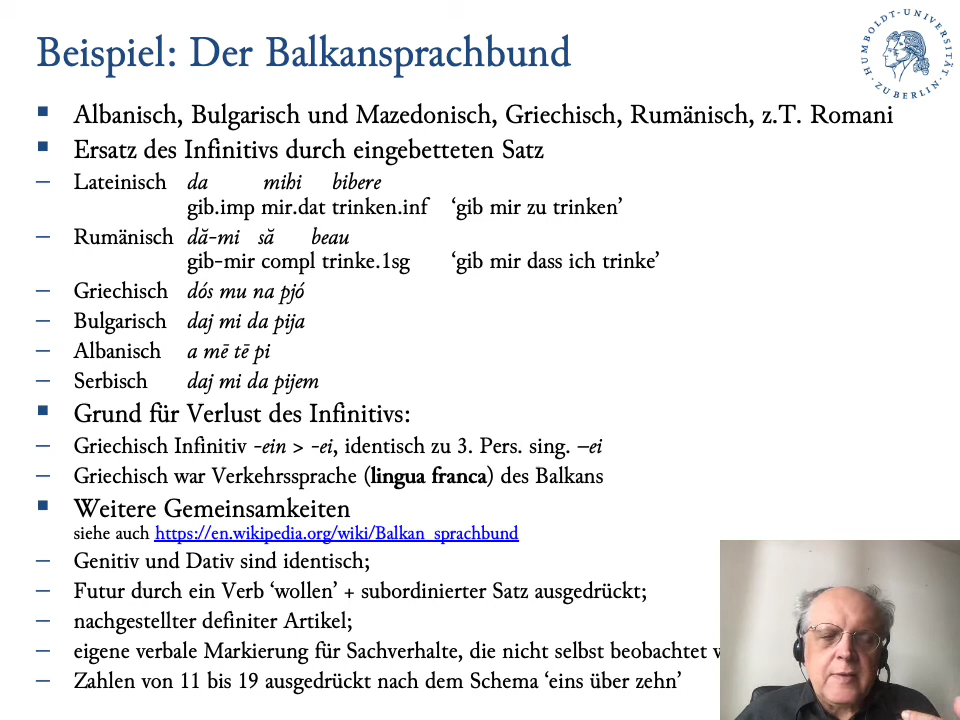 Beispiel: Der Balkansprachbund
HUMBOLDT-UNIVERSITÄT ZU BERLIN
Albanisch, Bulgarisch und Mazedonisch, Griechisch, Rumänisch, z.T. Romani
Ersatz des Infinitivs durch eingebetteten Satz
– Lateinisch da mihi bibere
gib.imp mir.dat trinken.inf ‘gib mir zu trinken’
– Rumänisch dă-mi să beau
gib-mir compl trinke.1sg ‘gib mir dass ich trinke’
– Griechisch dós mu na pjó
– Bulgarisch daj mi da pija
– Albanisch a mē tē pi
– Serbisch daj mi da pijem
Grund für Verlust des Infinitivs:
– Griechisch Infinitiv -ein > -ei, identisch zu 3. Pers. sing. –ei
– Griechisch war Verkehrssprache (lingua franca) des Balkans
Weitere Gemeinsamkeiten
siehe auch https://en.wikipedia.org/wiki/Balkan_sprachbund
– Genitiv und Dativ sind identisch;
– Futur durch ein Verb ‘wollen’ + subordinierter Satz ausgedrückt;
– nachgestellter definiter Artikel;
– eigene verbale Markierung für Sachverhalte, die nicht selbst beobachtet
– Zahlen von 11 bis 19 ausgedrückt nach dem Schema ‘eins über zehn’